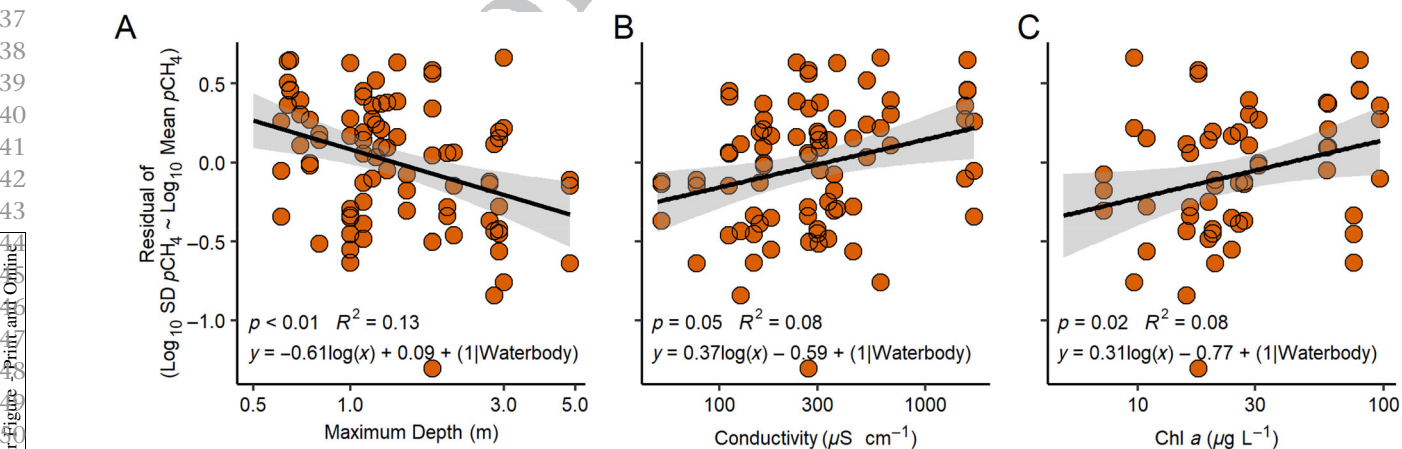 37
38
39
40
41
42
43
44
45
46
47
48
49
50
r Figure - Print and Online
A
B
C
Residual of
(Log10 SD pCH4 ~ Log10 Mean pCH4)
0.5
0.0
−0.5
−1.0
p < 0.01 R2 = 0.13
y = −0.61log(x) + 0.09 + (1|Waterbody)
0.5 1.0 3.0 5.0
Maximum Depth (m)
p = 0.05 R2 = 0.08
y = 0.37log(x) − 0.59 + (1|Waterbody)
100 300 1000
Conductivity (μS cm−1)
p = 0.02 R2 = 0.08
y = 0.31log(x) − 0.77 + (1|Waterbody)
10 30 100
Chl a (μg L−1)